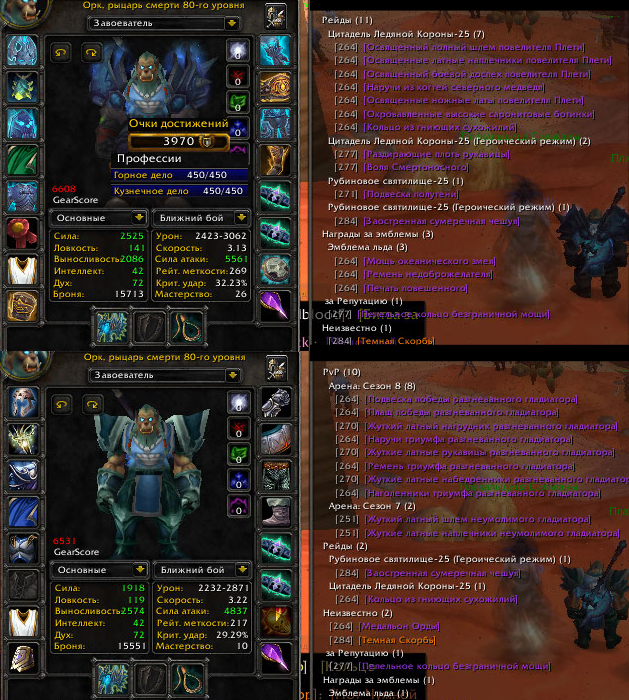 Орк, рыцарь смерти 80-го уровня
Завоеватель
0
0
0
0
Очки достижений
3970
Профессии
Горное дело 450/450
Кузнечное дело 450/450
6608
GearScore
Основные
Ближний бой
Сила: 2525
Ловкость: 141
Выносливость: 2086
Интеллект: 42
Дух: 72
Броня: 15713
Урон: 2423-3062
Скорость: 3.13
Сила атаки: 5561
Рейт. меткости: 269
Крит. удар: 32.23%
Мастерство: 26
Рейды (11)
Цитадель Ледяной Короны-25 (7)
[264] [Освященный полный шлем повелителя Плети]
[264] [Освященные латные наплечники повелителя Плети]
[264] [Освященный боевой доспех повелителя Плети]
[264] [Наручи из когтей северного медведя]
[264] [Освященные ножные латы повелителя Плети]
[264] [Окровавленные высокие саронитовые ботинки]
[264] [Кольцо из гниющих сухожилий]
Цитадель Ледяной Короны-25 (Героический режим) (2)
[277] [Раздирающие плоть рукавицы]
[277] [Воля Смертоносного]
Рубиновое святилище-25 (1)
[271] [Подвеска полутени]
Рубиновое святилище-25 (Героический режим) (1)
[284] [Заостренная сумеречная чешуя]
Награды за эмблемы (3)
Эмблема льда (3)
[264] [Мощь океанического змея]
[264] [Ремень недоброжелателя]
[264] [Печать повешенного]
за Репутацию (1)
[277] [Пепельное кольцо безграничной мощи]
Неизвестно (1)
[284] [Темная Скорбь]
Орк, рыцарь смерти 80-го уровня
Завоеватель
0
0
0
0
6531
GearScore
Основные
Ближний бой
Сила: 1918
Ловкость: 119
Выносливость: 2574
Интеллект: 42
Дух: 72
Броня: 15551
Урон: 2232-2871
Скорость: 3.22
Сила атаки: 4837
Рейт. меткости: 217
Крит. удар: 29.29%
Мастерство: 10
PvP (10)
Арена: Сезон 8 (8)
[264] [Подвеска победы разгневанного гладиатора]
[264] [Плащ победы разгневанного гладиатора]
[270] [Жуткий латный нагрудник разгневанного гладиатора]
[264] [Наручи триумфа разгневанного гладиатора]
[270] [Жуткие латные рукавицы разгневанного гладиатора]
[264] [Ремень триумфа разгневанного гладиатора]
[270] [Жуткие латные набедренники разгневанного гладиатора]
[264] [Наголенники триумфа разгневанного гладиатора]
Арена: Сезон 7 (2)
[251] [Жуткий латный шлем неумолимого гладиатора]
[251] [Жуткие латные наплечники неумолимого гладиатора]
Рейды (2)
Рубиновое святилище-25 (Героический режим) (1)
[284] [Заостренная сумеречная чешуя]
Цитадель Ледяной Короны-25 (1)
[264] [Кольцо из гниющих сухожилий]
Неизвестно (2)
[264] [Медальон Орды]
[284] [Темная Скорбь]
за Репутацию (1)
[277] [Пепельное кольцо безграничной мощи]
Награды за эмблемы (1)
Эмблема льда (1)